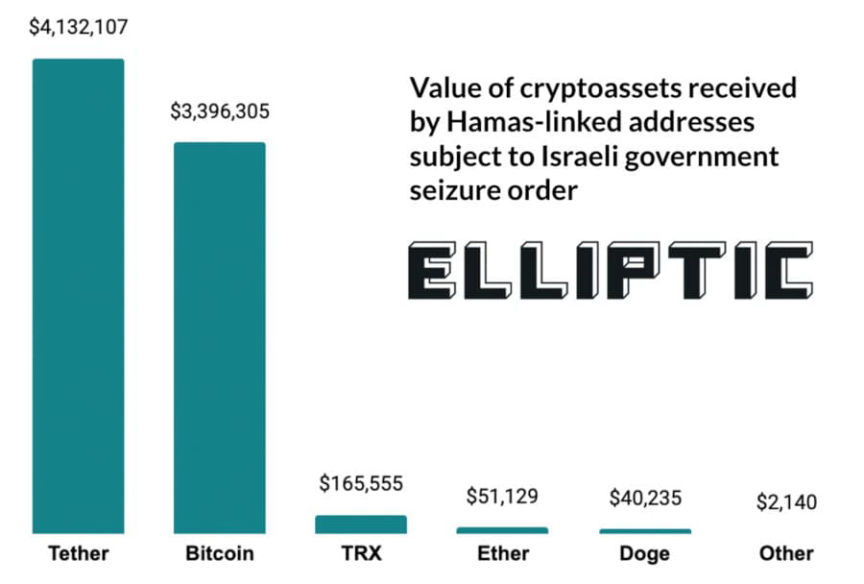 $4,132,107
$3,396,305
Value of cryptoassets received
by Hamas-linked addresses
subject to Israeli government
seizure order
ELLIPTIC
$165,555
$51,129
$40,235
$2,140
Tether
Bitcoin
TRX
Ether
Doge
Other